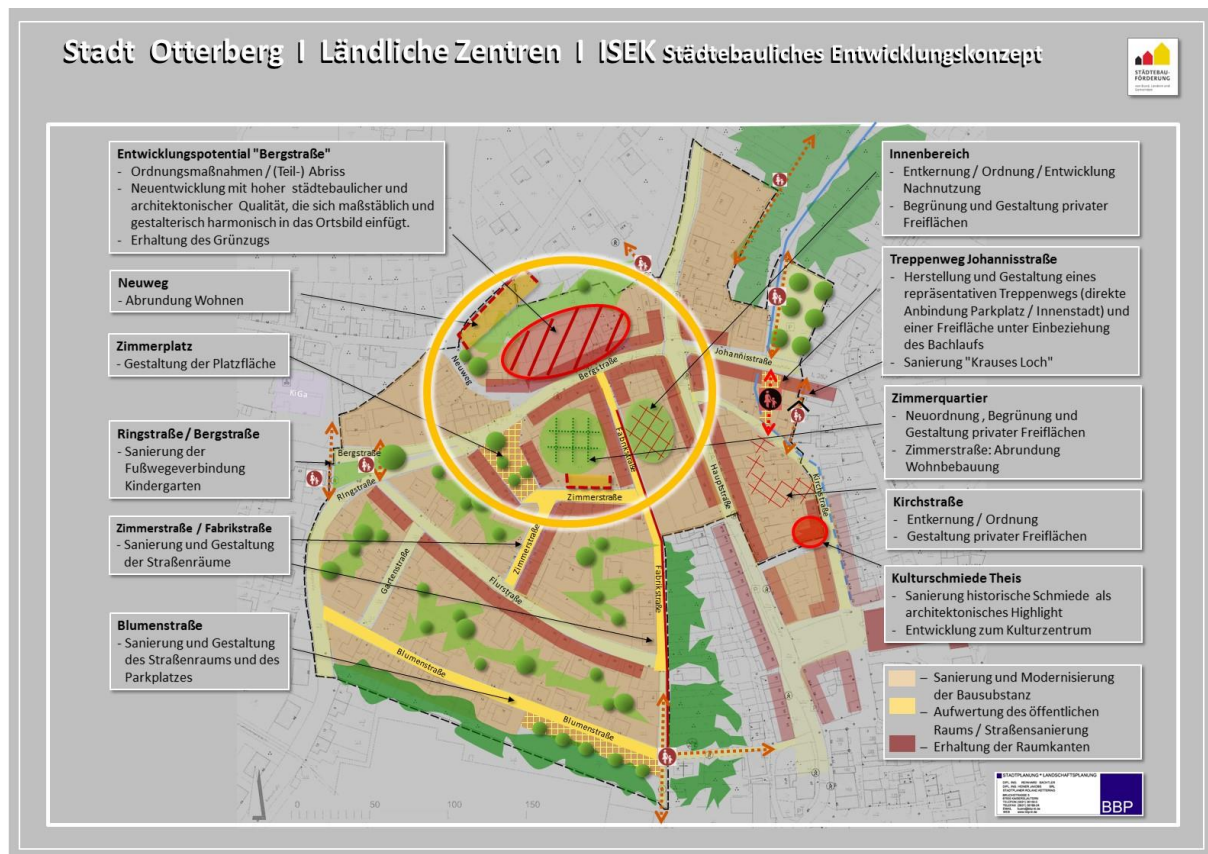 Stadt Otterberg I Ländliche Zentren I ISEK Städtebauliches Entwicklungskonzept
STÄDTEBAU-
FÖRDERUNG
Entwicklungspotential "Bergstraße"
- Ordnungsmaßnahmen / (Teil-) Abriss
- Neuentwicklung mit hoher städtebaulicher und
architektonischer Qualität, die sich maßstäblich und
gestalterisch harmonisch in das Ortsbild einfügt.
- Erhaltung des Grünzugs
Neuweg
- Abrundung Wohnen
Zimmerplatz
- Gestaltung der Platzfläche
Ringstraße / Bergstraße
- Sanierung der
Fußwegeverbindung
Kindergarten
Zimmerstraße / Fabrikstraße
- Sanierung und Gestaltung
der Straßenräume
Blumenstraße
- Sanierung und Gestaltung
des Straßenraums und des
Parkplatzes
Innenbereich
- Entkernung / Ordnung / Entwicklung
Nachnutzung
- Begrünung und Gestaltung privater
Freiflächen
Treppenweg Johannisstraße
- Herstellung und Gestaltung eines
repräsentativen Treppenwegs (direkte
Anbindung Parkplatz / Innenstadt) und
einer Freifläche unter Einbeziehung
des Bachlaufs
- Sanierung "Krauses Loch"
Zimmerquartier
- Neuordnung , Begrünung und
Gestaltung privater Freiflächen
- Zimmerstraße: Abrundung
Wohnbebauung
Kirchstraße
- Entkernung / Ordnung
- Gestaltung privater Freiflächen
Kulturschmiede Theis
- Sanierung historische Schmiede als
architektonisches Highlight
- Entwicklung zum Kulturzentrum
– Sanierung und Modernisierung
der Bausubstanz
– Aufwertung des öffentlichen
Raums / Straßensanierung
– Erhaltung der Raumkanten
Neuweg
Bergstraße
Johannisstraße
KiGa
Bergstraße
Ringstraße
Fabrikstraße
Hauptstraße
Kirchstraße
Zimmerstraße
Zimmerstraße
Gartenstraße
Flurstraße
Fabrikstraße
Blumenstraße
Blumenstraße
0 50 100 150
STADTPLANUNG * LANDSCHAFTSPLANUNG
BBP